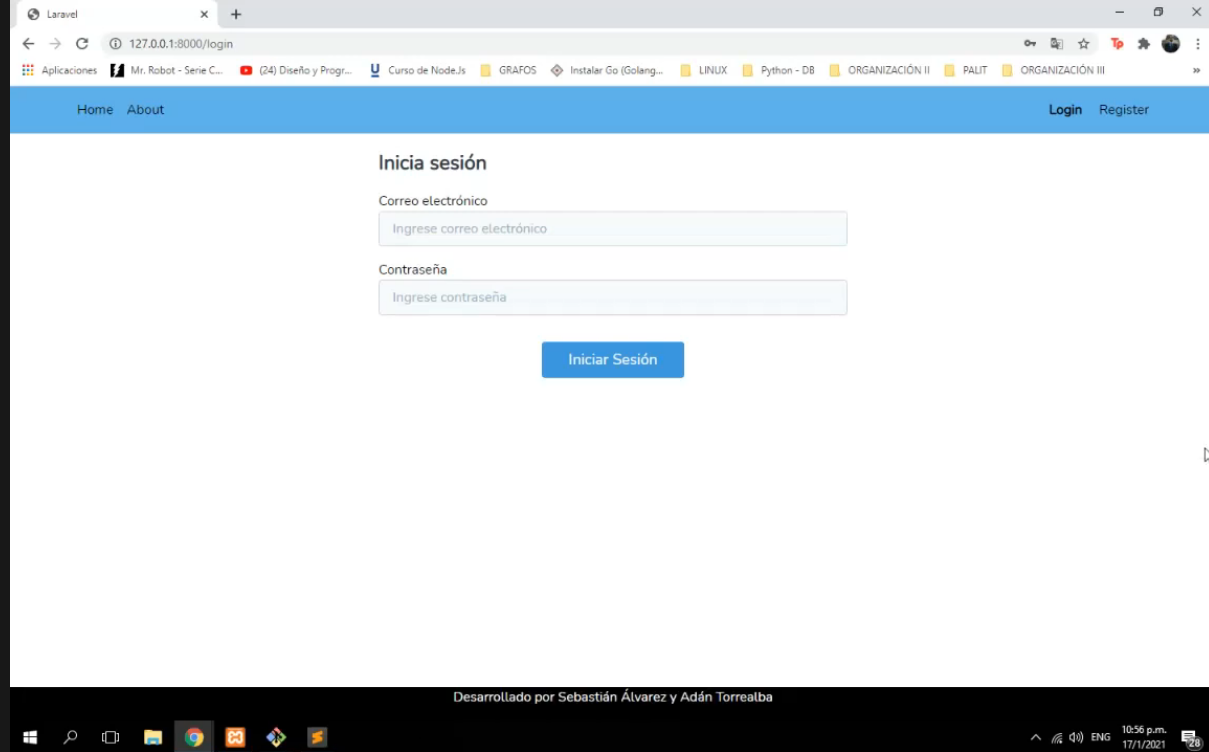 Laravel
127.0.0.1:8000/login
Aplicaciones Mr. Robot - Serie C... (24) Diseño y Progr... Curso de Node.Js GRAFOS Instalar Go (Golang... LINUX Python - DB ORGANIZACIÓN II PALIT ORGANIZACIÓN III »
Home About Login Register
Inicia sesión
Correo electrónico
Ingrese correo electrónico
Contraseña
Ingrese contraseña
Iniciar Sesión
Desarrollado por Sebastián Álvarez y Adán Torrealba
ENG 10:56 p.m.
17/1/2021 28